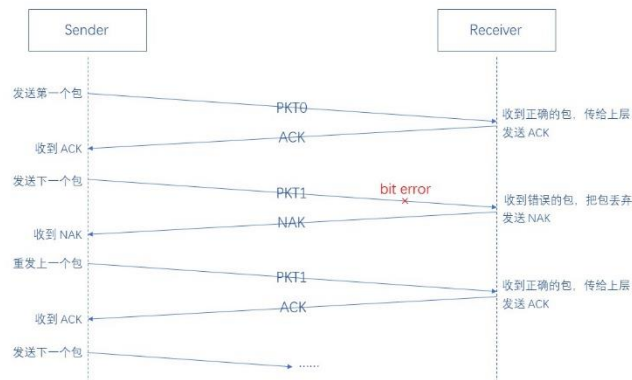 Sender
Receiver
发送第一个包
PKT0
收到正确的包，传给上层
发送 ACK
ACK
收到 ACK
发送下一个包
bit error
PKT1
收到错误的包，把包丢弃
发送 NAK
NAK
收到 NAK
重发上一个包
PKT1
收到正确的包，传给上层
发送 ACK
ACK
收到 ACK
发送下一个包
……